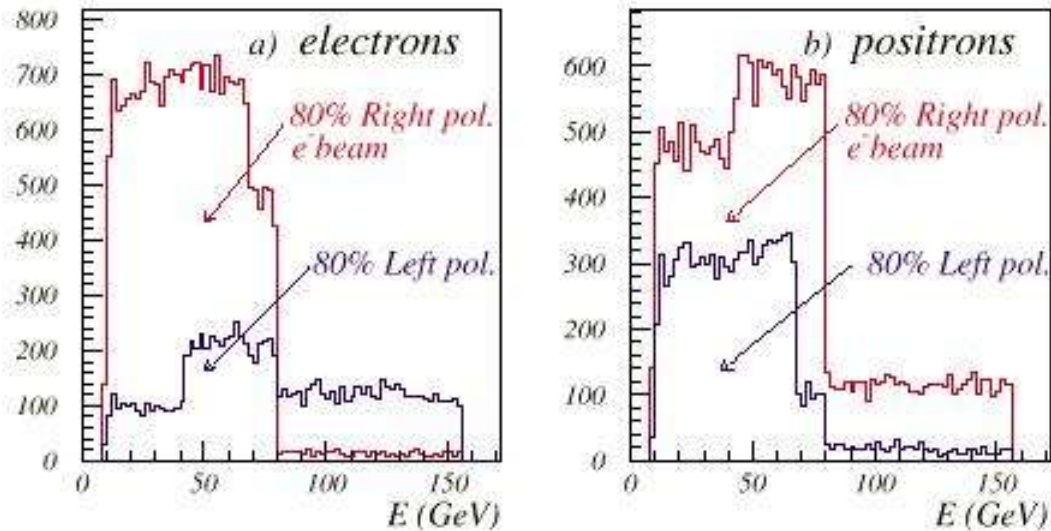 a) electrons
800
700
600
500
400
300
200
100
0
80% Right pol.
e⁻ beam
80% Left pol.
0 50 100 150
E (GeV)
b) positrons
600
500
400
300
200
100
0
80% Right pol.
e⁻ beam
80% Left pol.
0 50 100 150
E (GeV)